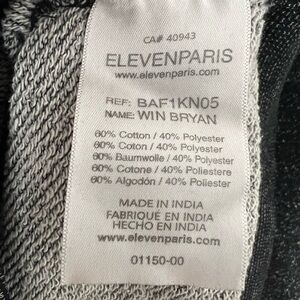 CA# 40943
ELEVENPARIS
www.elevenparis.com
REF: BAF1KN05
NAME: WIN BRYAN
60% Cotton / 40% Polyester
60% Coton / 40% Polyester
60% Baumwolle / 40% Polyester
60% Cotone / 40% Poliestere
60% Algodón / 40% Poliestere
MADE IN INDIA
FABRIQUÉ EN INDIA
HECHO EN INDIA
www.elevenparis.com
01150-00